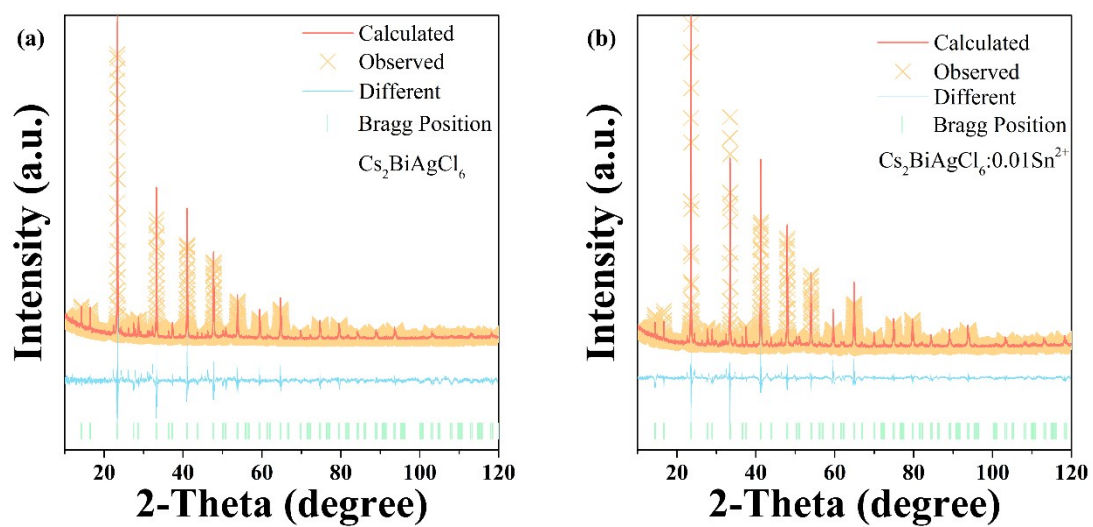 (a)
Calculated
Observed
Different
Bragg Position
Cs₂BiAgCl₆
Intensity (a.u.)
20 40 60 80 100 120
2-Theta (degree)
(b)
Calculated
Observed
Different
Bragg Position
Cs₂BiAgCl₆:0.01Sn²⁺
Intensity (a.u.)
20 40 60 80 100 120
2-Theta (degree)